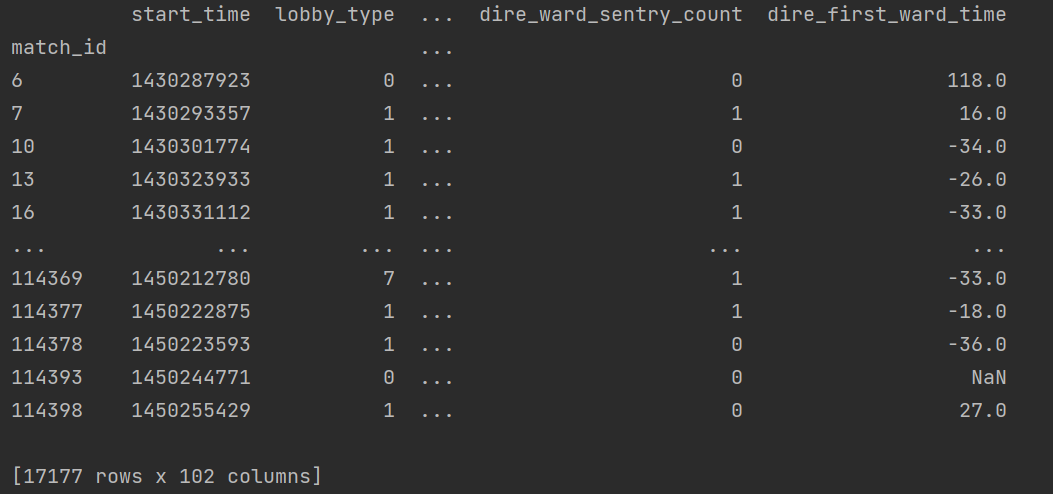 start_time lobby_type ... dire_ward_sentry_count dire_first_ward_time
match_id ...
6 1430287923 0 ... 0 118.0
7 1430293357 1 ... 1 16.0
10 1430301774 1 ... 0 -34.0
13 1430323933 1 ... 1 -26.0
16 1430331112 1 ... 1 -33.0
... ... ... ... ... ...
114369 1450212780 7 ... 1 -33.0
114377 1450222875 1 ... 1 -18.0
114378 1450223593 1 ... 0 -36.0
114393 1450244771 0 ... 0 NaN
114398 1450255429 1 ... 0 27.0
[17177 rows x 102 columns]